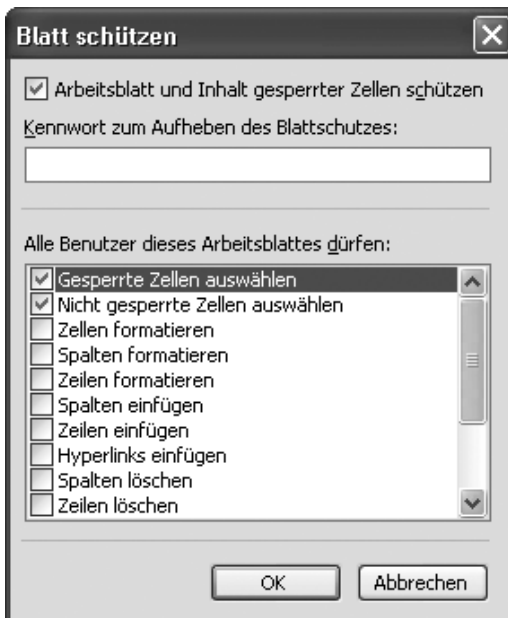 Blatt schützen
Arbeitsblatt und Inhalt gesperrter Zellen schützen
Kennwort zum Aufheben des Blattschutzes:
Alle Benutzer dieses Arbeitsblattes dürfen:
Gesperrte Zellen auswählen
Nicht gesperrte Zellen auswählen
Zellen formatieren
Spalten formatieren
Zeilen formatieren
Spalten einfügen
Zeilen einfügen
Hyperlinks einfügen
Spalten löschen
Zeilen löschen
OK Abbrechen